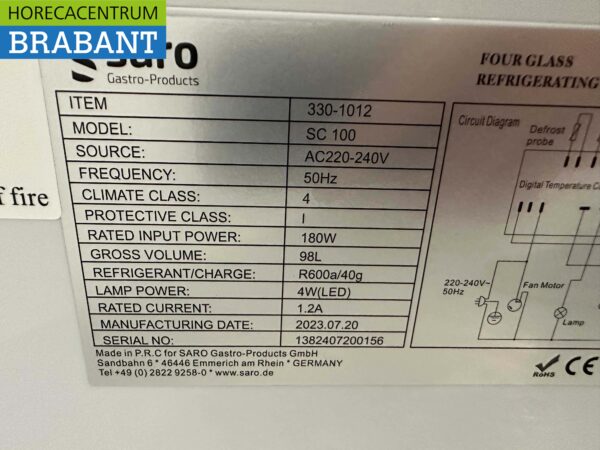 HORECACENTRUM
BRABANT
saro
Gastro-Products
FOUR GLASS
REFRIGERATING
ITEM 330-1012
MODEL: SC 100
SOURCE: AC220-240V
FREQUENCY: 50Hz
CLIMATE CLASS: 4
PROTECTIVE CLASS: I
RATED INPUT POWER: 180W
GROSS VOLUME: 98L
REFRIGERANT/CHARGE: R600a/40g
LAMP POWER: 4W(LED)
RATED CURRENT: 1.2A
MANUFACTURING DATE: 2023.07.20
SERIAL NO: 1382407200156
Made in P.R.C for SARO Gastro-Products GmbH
Sandbahn 6 * 46446 Emmerich am Rhein * GERMANY
Tel +49 (0) 2822 9258-0 * www.saro.de
fire
Circuit Diagram
Defrost
probe
Digital Temperature
220-240V~
50Hz
Fan Motor
Lamp
RoHS
CE